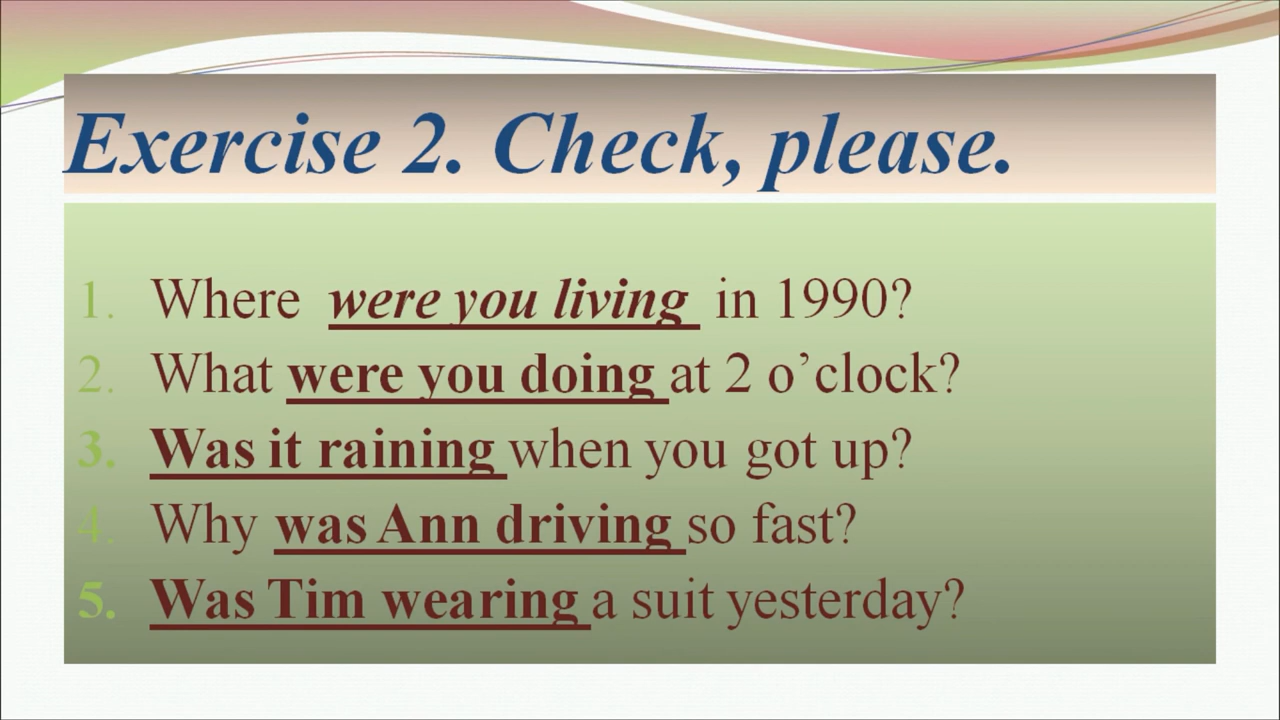 Exercise 2. Check, please.
1. Where were you living in 1990?
2. What were you doing at 2 o’clock?
3. Was it raining when you got up?
4. Why was Ann driving so fast?
5. Was Tim wearing a suit yesterday?